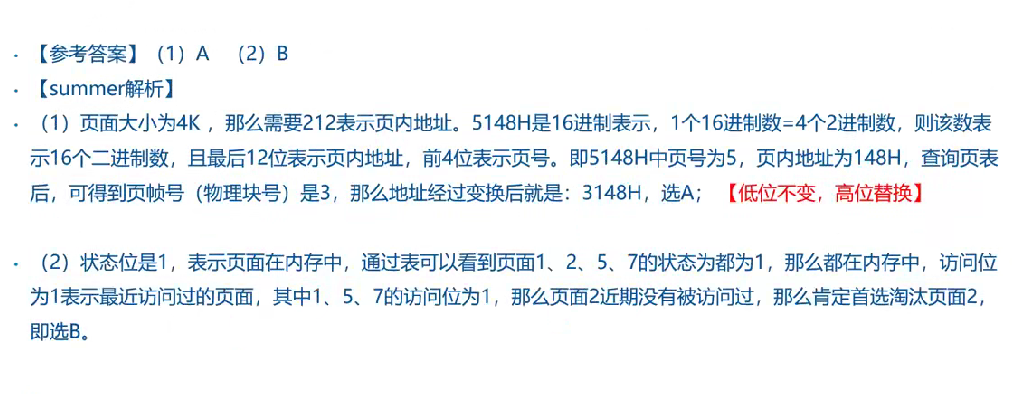 · 【参考答案】（1）A （2）B
· 【summer解析】
· （1）页面大小为4K ，那么需要212表示页内地址。5148H是16进制表示，1个16进制数=4个2进制数，则该数表
示16个二进制数，且最后12位表示页内地址，前4位表示页号。即5148H中页号为5，页内地址为148H，查询页表
后，可得到页帧号（物理块号）是3，那么地址经过变换后就是：3148H，选A； 【低位不变，高位替换】
· （2）状态位是1，表示页面在内存中，通过表可以看到页面1、2、5、7的状态为都为1，那么都在内存中，访问位
为1表示最近访问过的页面，其中1、5、7的访问位为1，那么页面2近期没有被访问过，那么肯定首选淘汰页面2，
即选B。